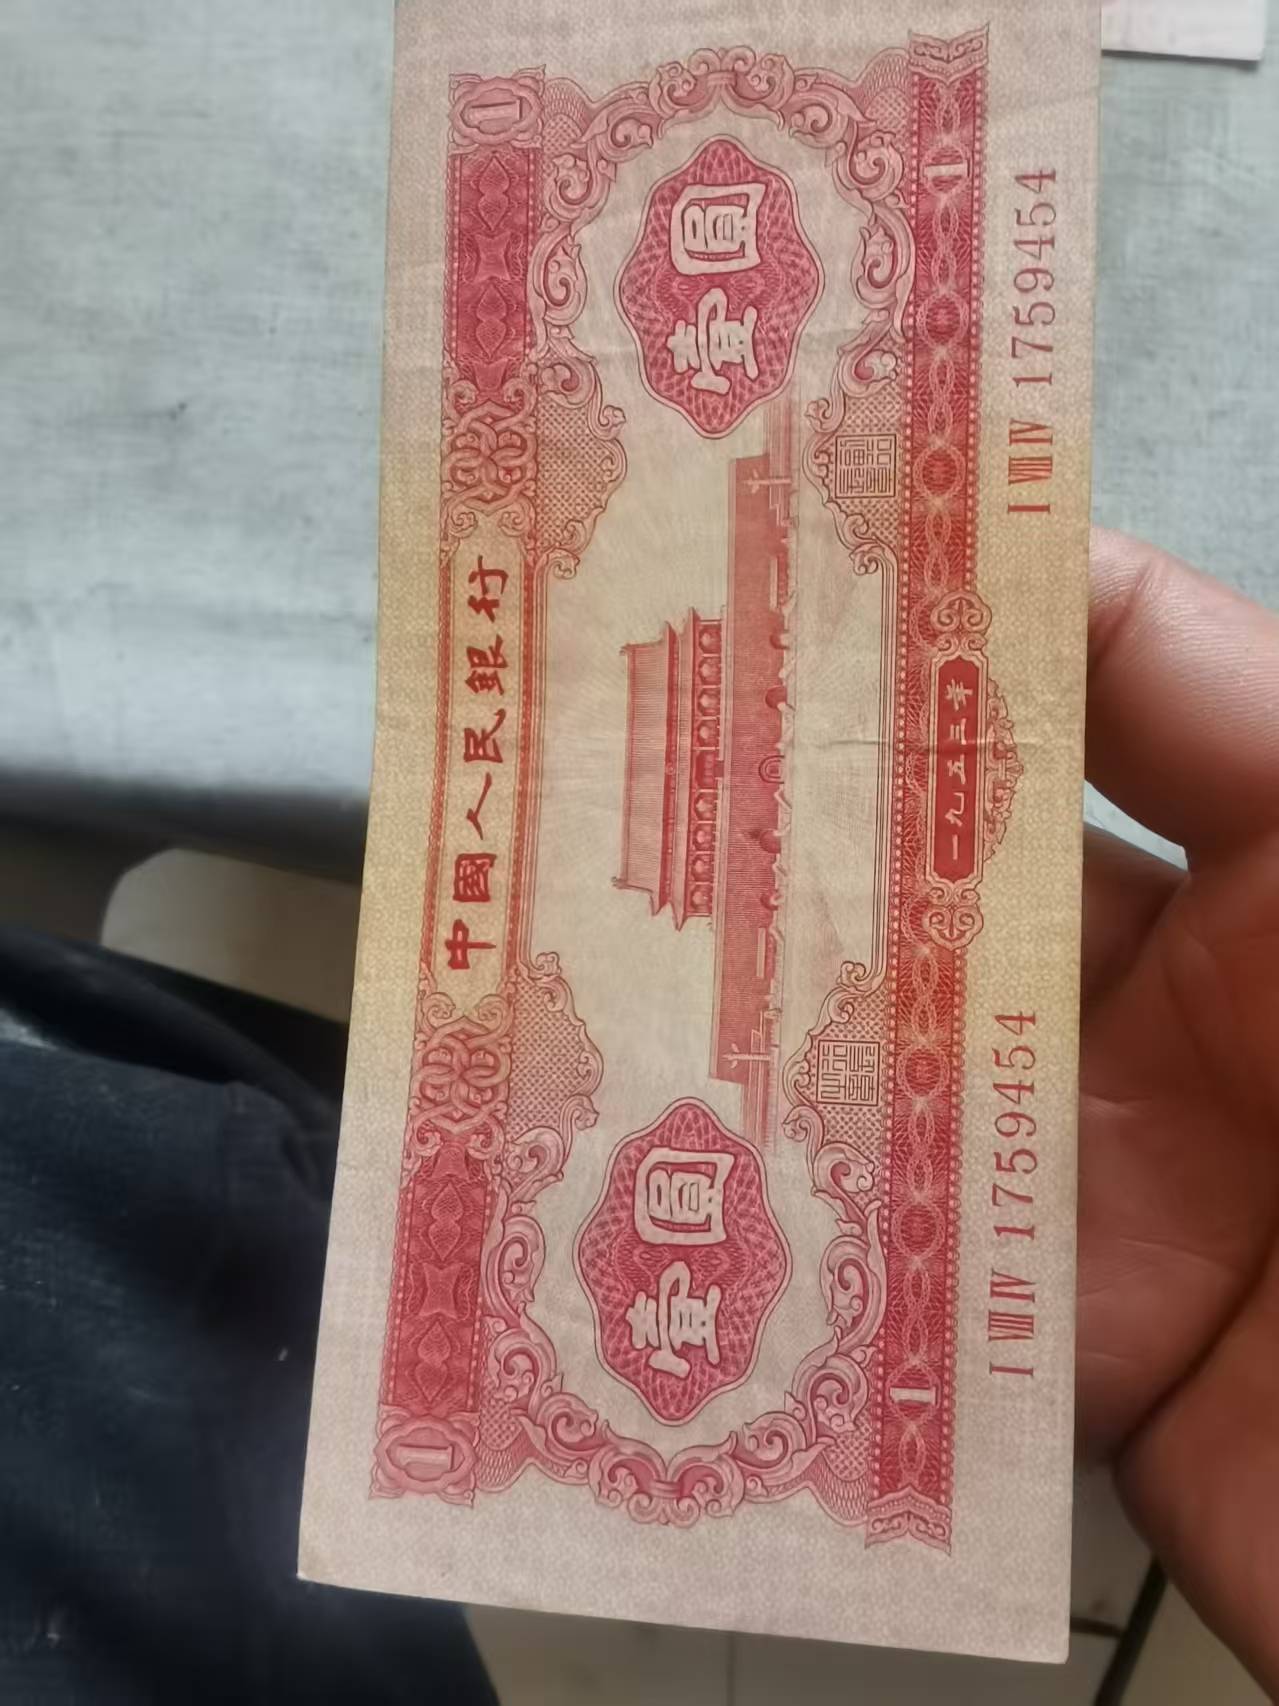 1 1
中國人民銀行
壹圓 壹圓
1 一九五三年 1
I VIII IV 1759454 I VIII IV 1759454